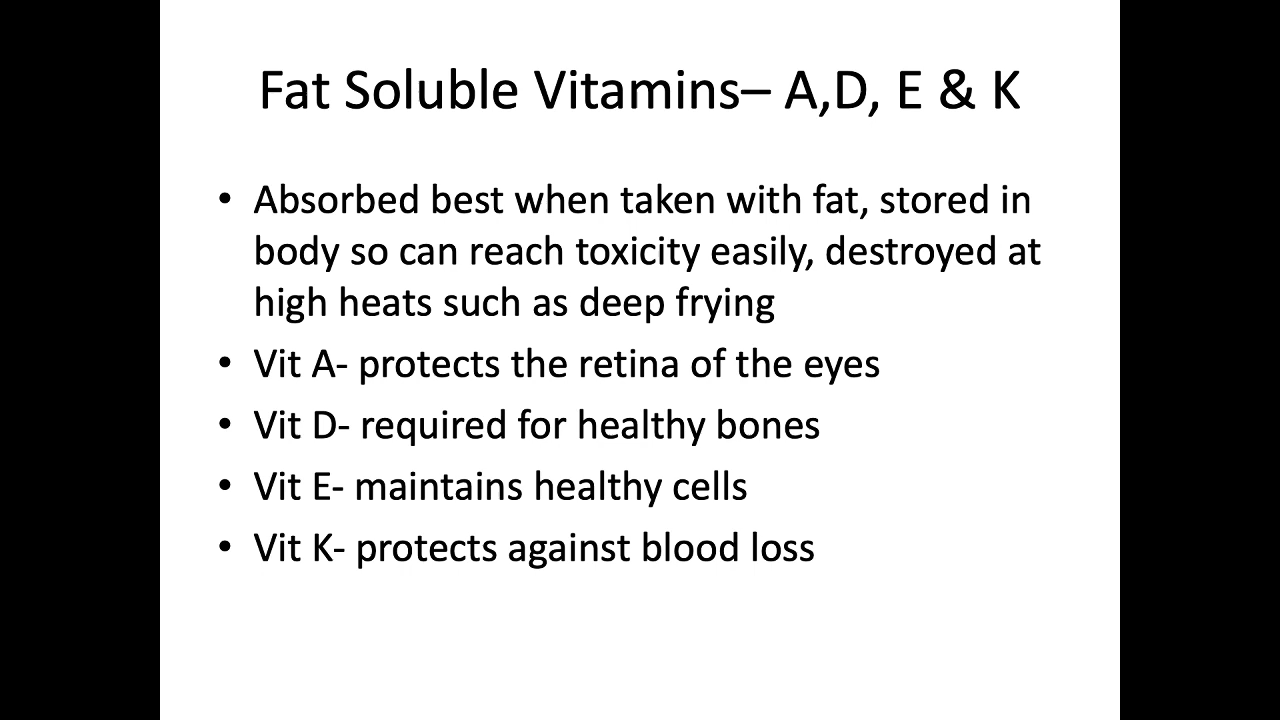 Fat Soluble Vitamins– A,D, E & K
• Absorbed best when taken with fat, stored in
body so can reach toxicity easily, destroyed at
high heats such as deep frying
• Vit A- protects the retina of the eyes
• Vit D- required for healthy bones
• Vit E- maintains healthy cells
• Vit K- protects against blood loss